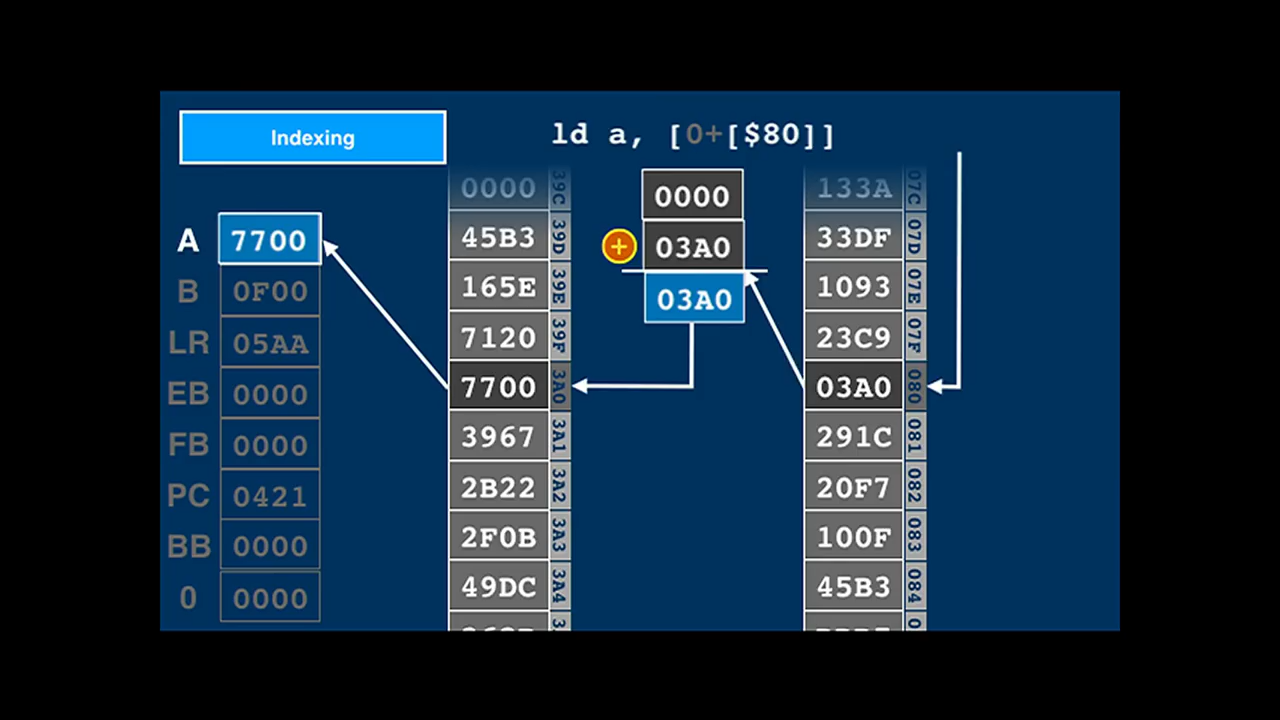 Indexing
ld a, [0+[$80]]
A 7700
B 0F00
LR 05AA
EB 0000
FB 0000
PC 0421
BB 0000
0 0000
0000 39C
45B3 39D
165E 39E
7120 39F
7700 3A0
3967 3A1
2B22 3A2
2F0B 3A3
49DC 3A4
0000
+ 03A0
03A0
133A 07C
33DF 07D
1093 07E
23C9 07F
03A0 080
291C 081
20F7 082
100F 083
45B3 084